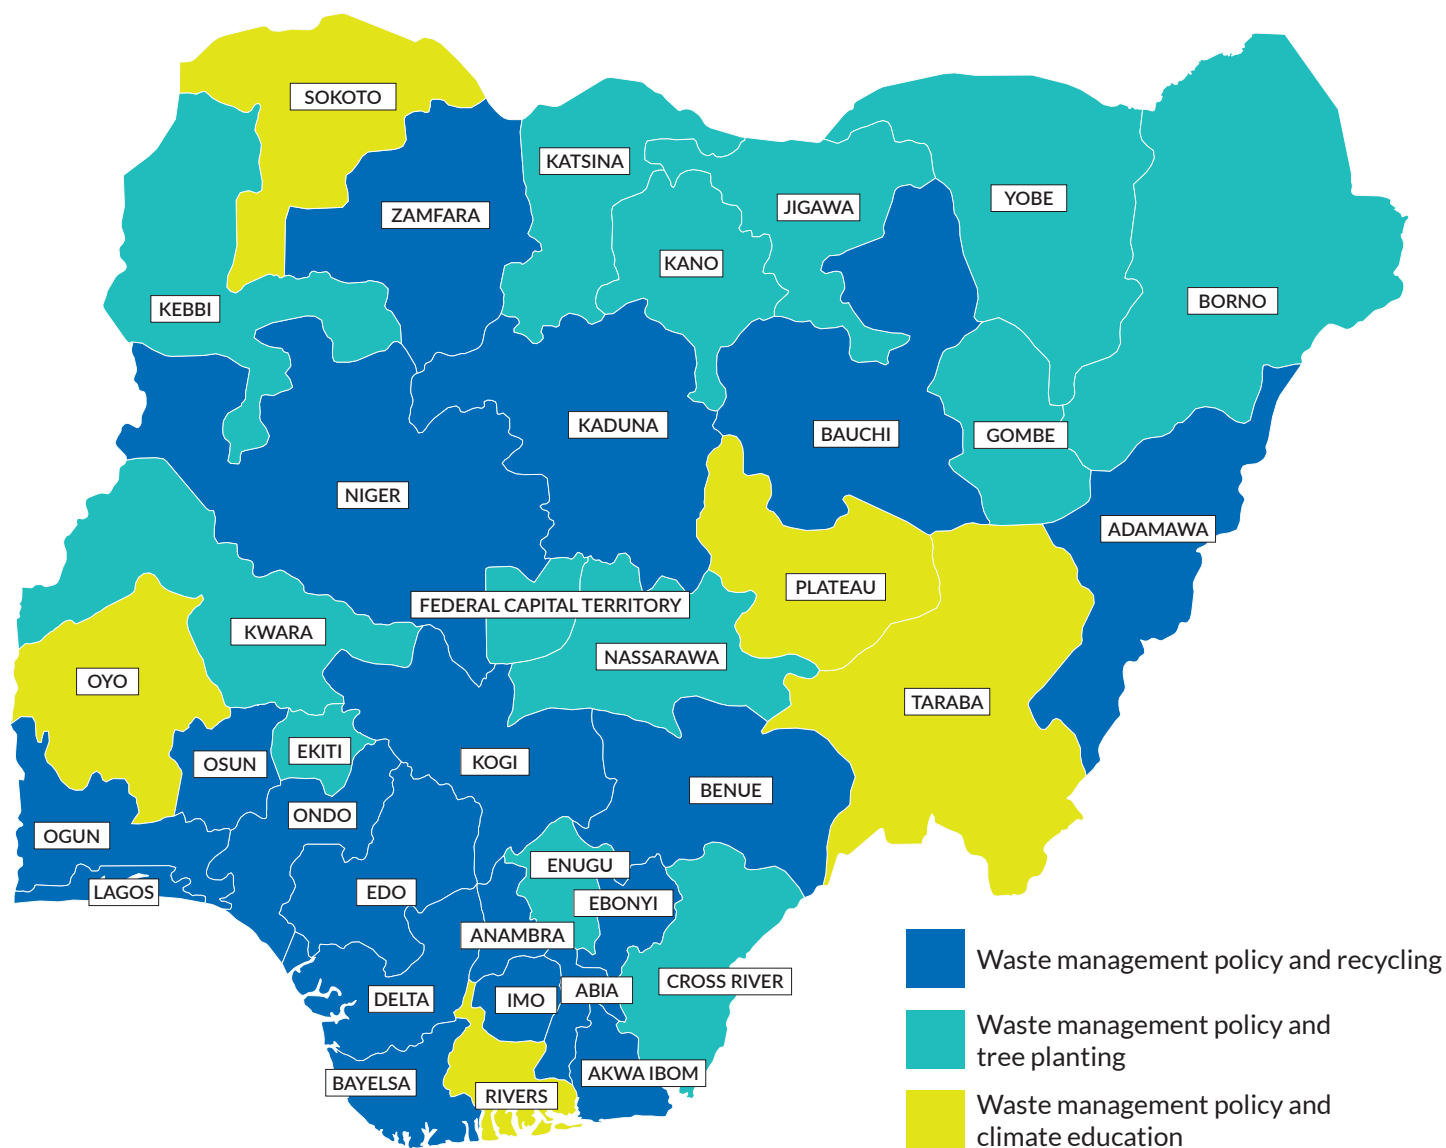 SOKOTO
KATSINA
ZAMFARA
JIGAWA
YOBE
KANO
KEBBI
BORNO
KADUNA
BAUCHI
GOMBE
NIGER
ADAMAWA
PLATEAU
FEDERAL CAPITAL TERRITORY
KWARA
NASSARAWA
OYO
TARABA
EKITI
OSUN
KOGI
BENUE
ONDO
OGUN
ENUGU
LAGOS
EDO
EBONYI
ANAMBRA
CROSS RIVER
ABIA
DELTA
IMO
AKWA IBOM
BAYELSA
RIVERS
Waste management policy and recycling
Waste management policy and
tree planting
Waste management policy and
climate education